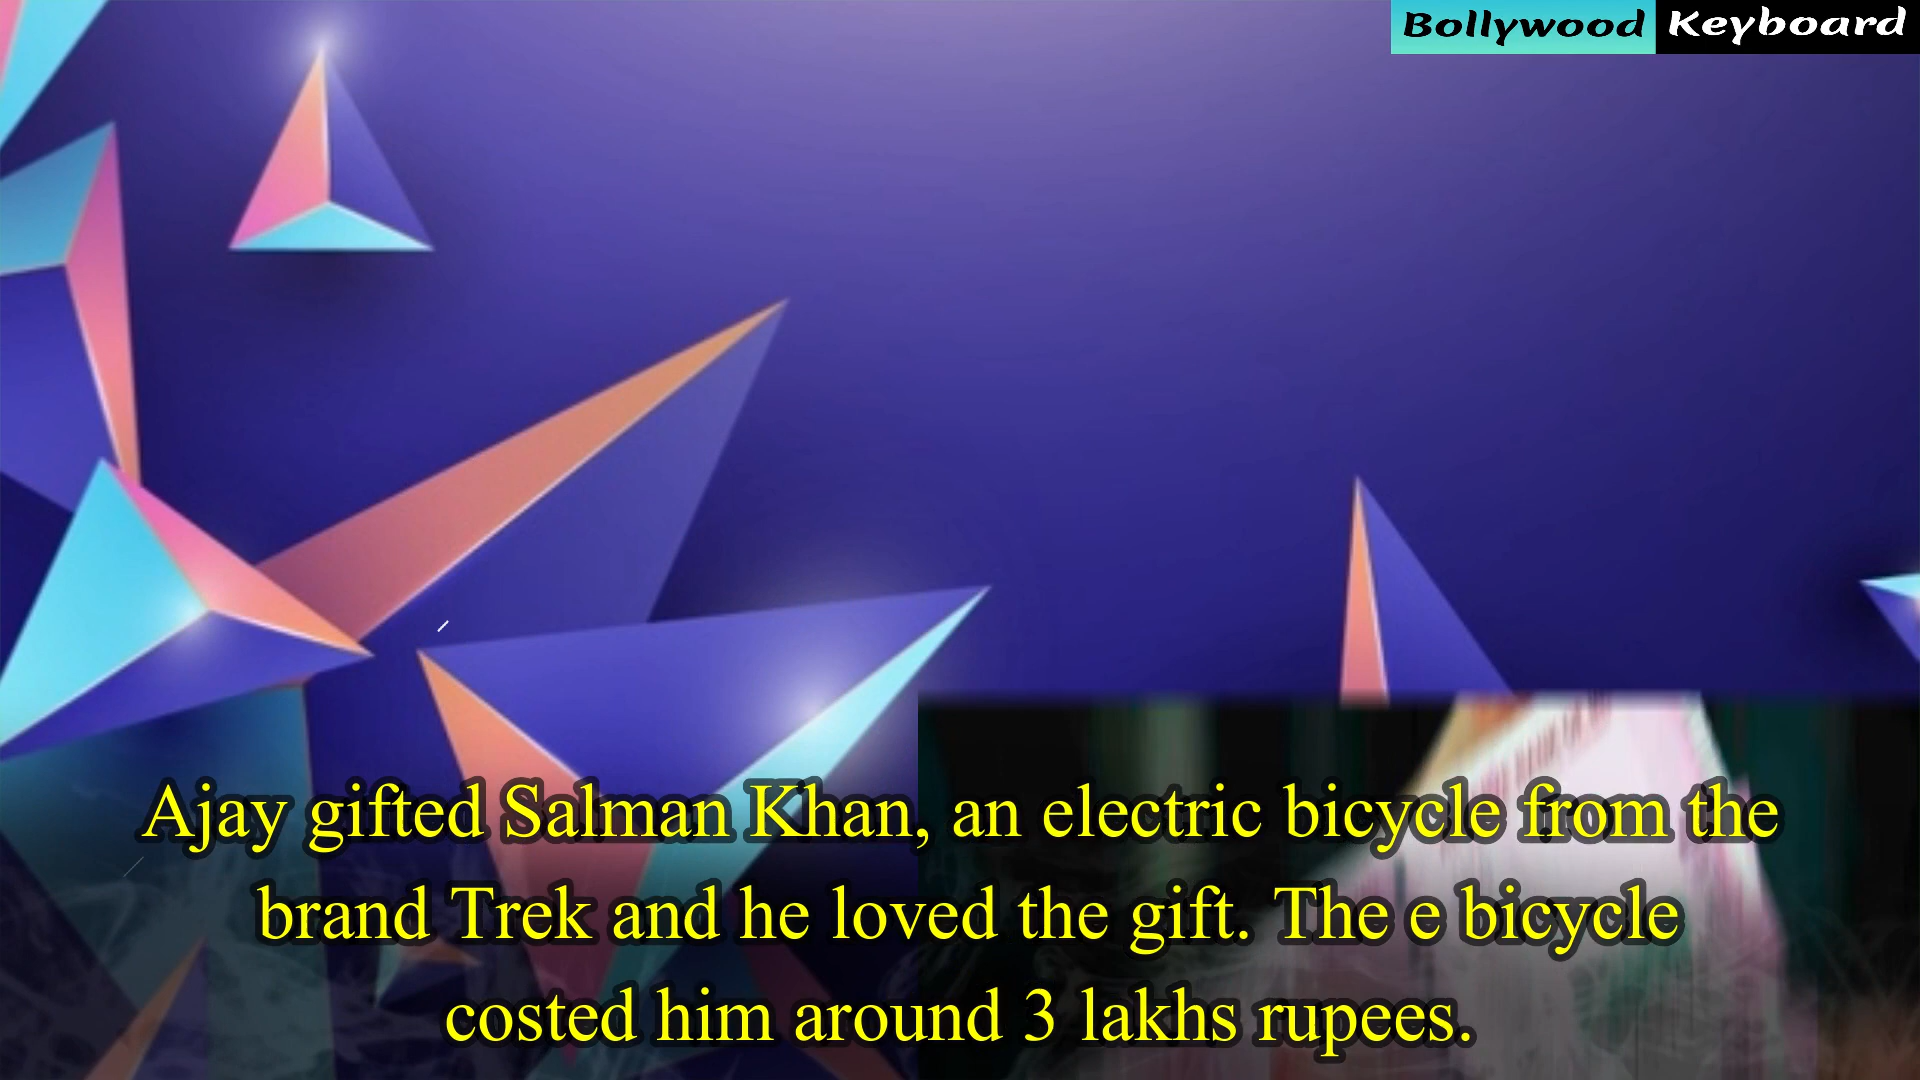 Bollywood Keyboard
Ajay gifted Salman Khan, an electric bicycle from the
brand Trek and he loved the gift. The e bicycle
costed him around 3 lakhs rupees.